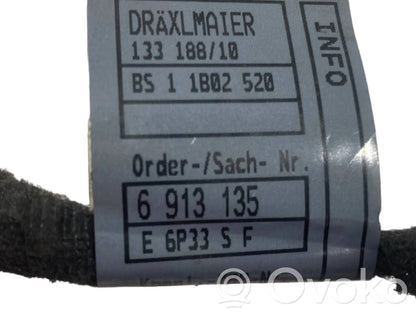 DRÄXLMAIER
133 188/10
BS 1 1B02 520
INFO
Order-/Sach- Nr.
6 913 135
E 6P33 S F
Ovoko